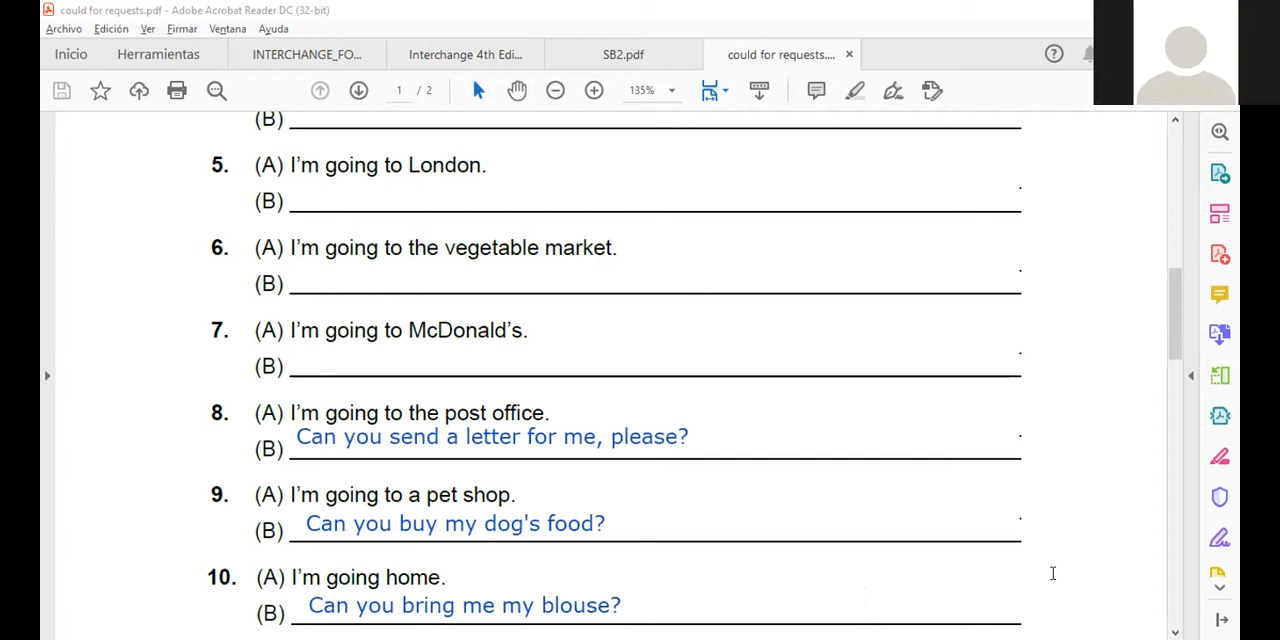 could for requests.pdf - Adobe Acrobat Reader DC (32-bit)
Archivo Edición Ver Firmar Ventana Ayuda
Inicio Herramientas INTERCHANGE_FO... Interchange 4th Edi... SB2.pdf could for requests.... ×
1 / 2 135%
(B)
5. (A) I’m going to London.
(B) .
6. (A) I’m going to the vegetable market.
(B) .
7. (A) I’m going to McDonald’s.
(B) .
8. (A) I’m going to the post office.
(B) Can you send a letter for me, please? .
9. (A) I’m going to a pet shop.
(B) Can you buy my dog's food? .
10. (A) I’m going home.
(B) Can you bring me my blouse?